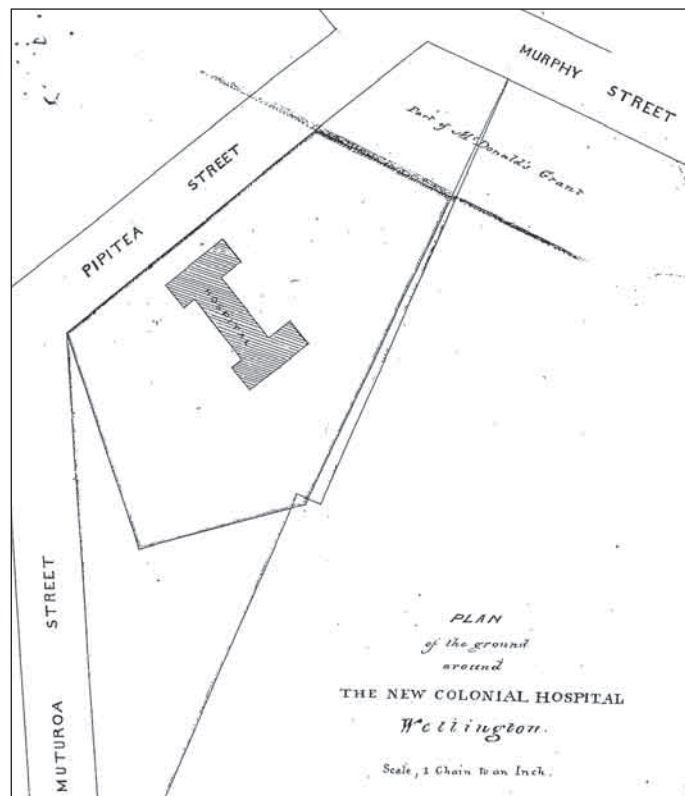 MURPHY STREET
Part of McDonald's Grant
PIPITEA STREET
HOSPITAL
MUTUROA STREET
PLAN
of the ground
around
THE NEW COLONIAL HOSPITAL
Wellington.
Scale, 1 Chain to an Inch.